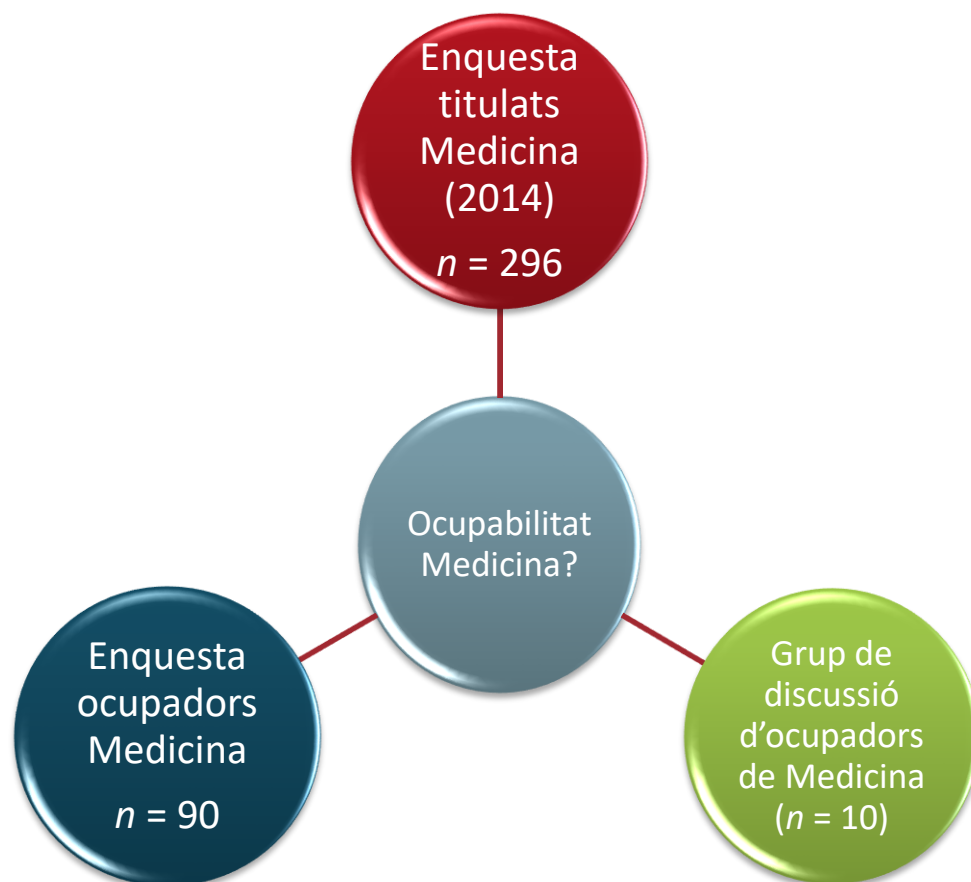 Enquesta
titulats
Medicina
(2014)
n = 296
Ocupabilitat
Medicina?
Enquesta
ocupadors
Medicina
n = 90
Grup de
discussió
d’ocupadors
de Medicina
(n = 10)